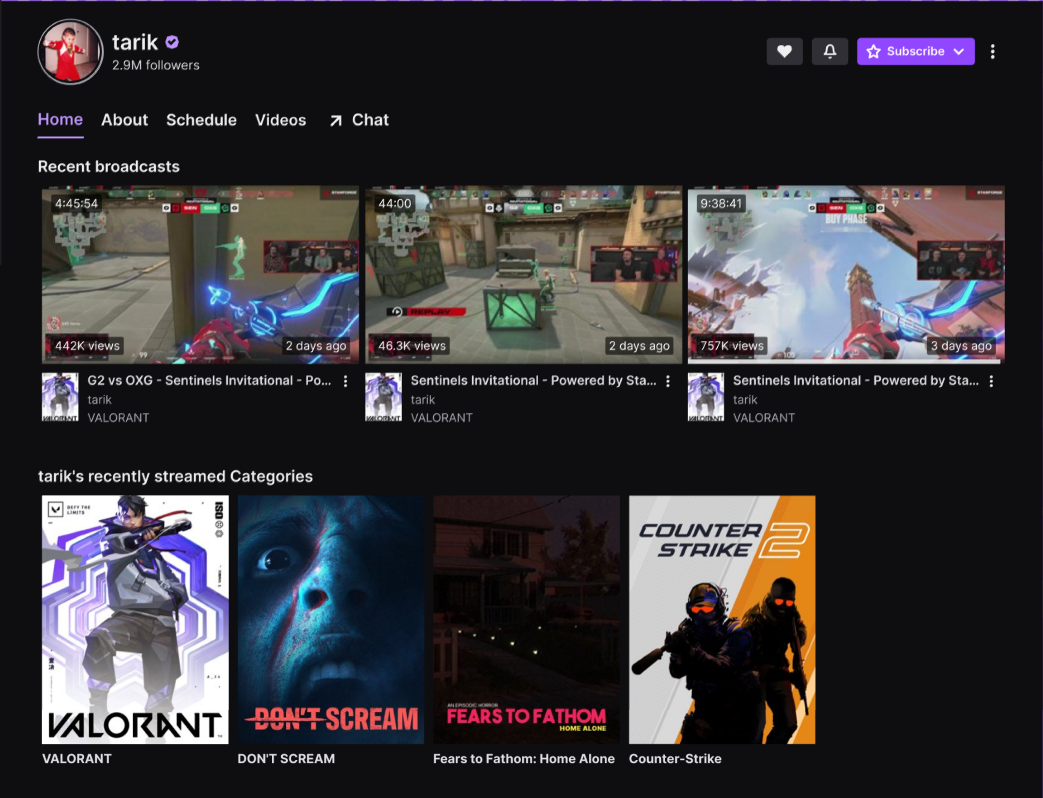 tarik
2.9M followers
Subscribe
Home About Schedule Videos Chat
Recent broadcasts
4:45:54
442K views
2 days ago
G2 vs OXG - Sentinels Invitational - Po...
tarik
VALORANT
44:00
REPLAY
46.3K views
2 days ago
Sentinels Invitational - Powered by Sta...
tarik
VALORANT
9:38:41
BUY PHASE
757K views
3 days ago
Sentinels Invitational - Powered by Sta...
tarik
VALORANT
tarik's recently streamed Categories
DEFY THE
LIMITS
ISO
VALORANT
VALORANT
DON'T SCREAM
DON'T SCREAM
AN EPISODIC HORROR
FEARS TO FATHOM
HOME ALONE
Fears to Fathom: Home Alone
COUNTER
STRIKE 2
Counter-Strike